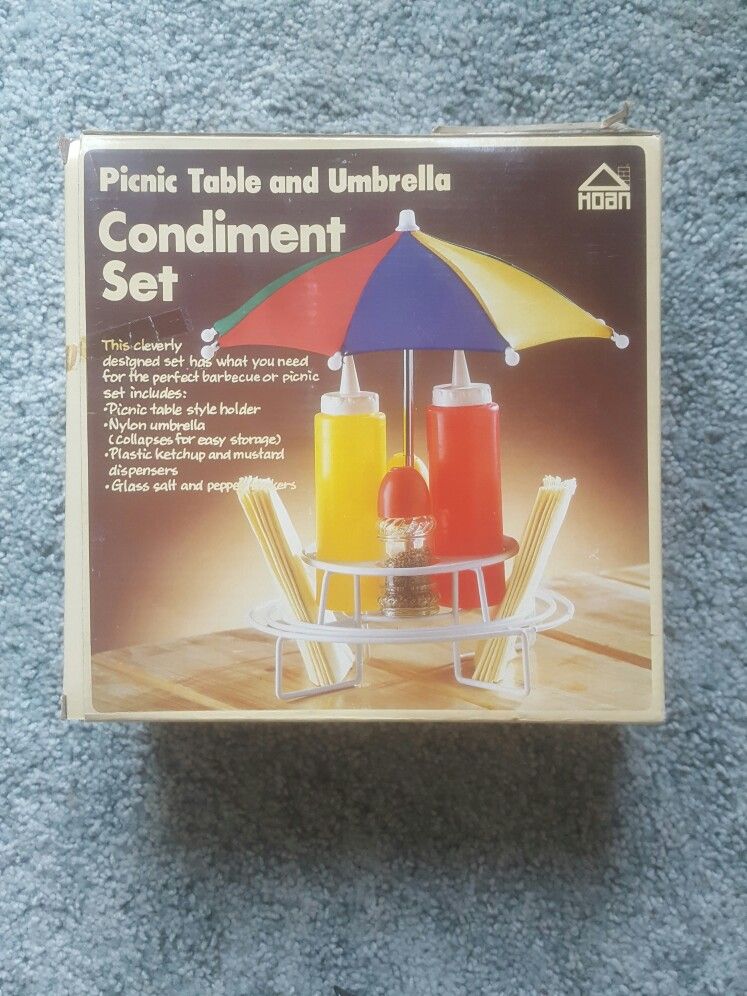 Picnic Table and Umbrella
HOAN
Condiment
Set
This cleverly
designed set has what you need
for the perfect barbecue or picnic
set includes:
•Picnic table style holder
•Nylon umbrella
(collapses for easy storage)
•Plastic ketchup and mustard
dispensers
•Glass salt and